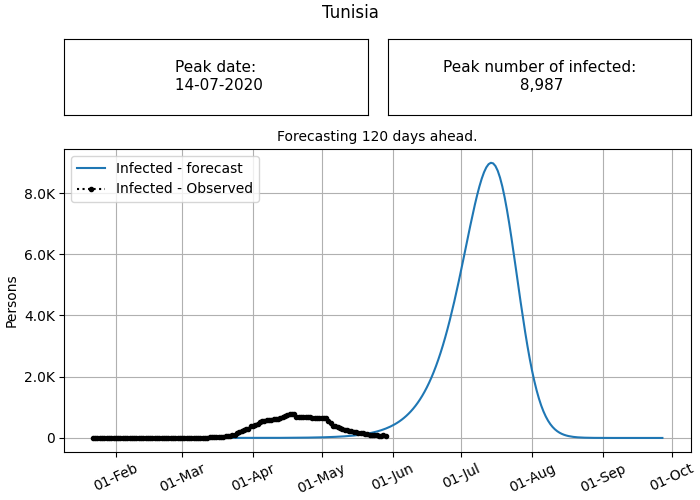 Tunisia
Peak date:
14-07-2020
Peak number of infected:
8,987
Forecasting 120 days ahead.
Infected - forecast
Infected - Observed
Persons
8.0K
6.0K
4.0K
2.0K
0
01-Feb
01-Mar
01-Apr
01-May
01-Jun
01-Jul
01-Aug
01-Sep
01-Oct